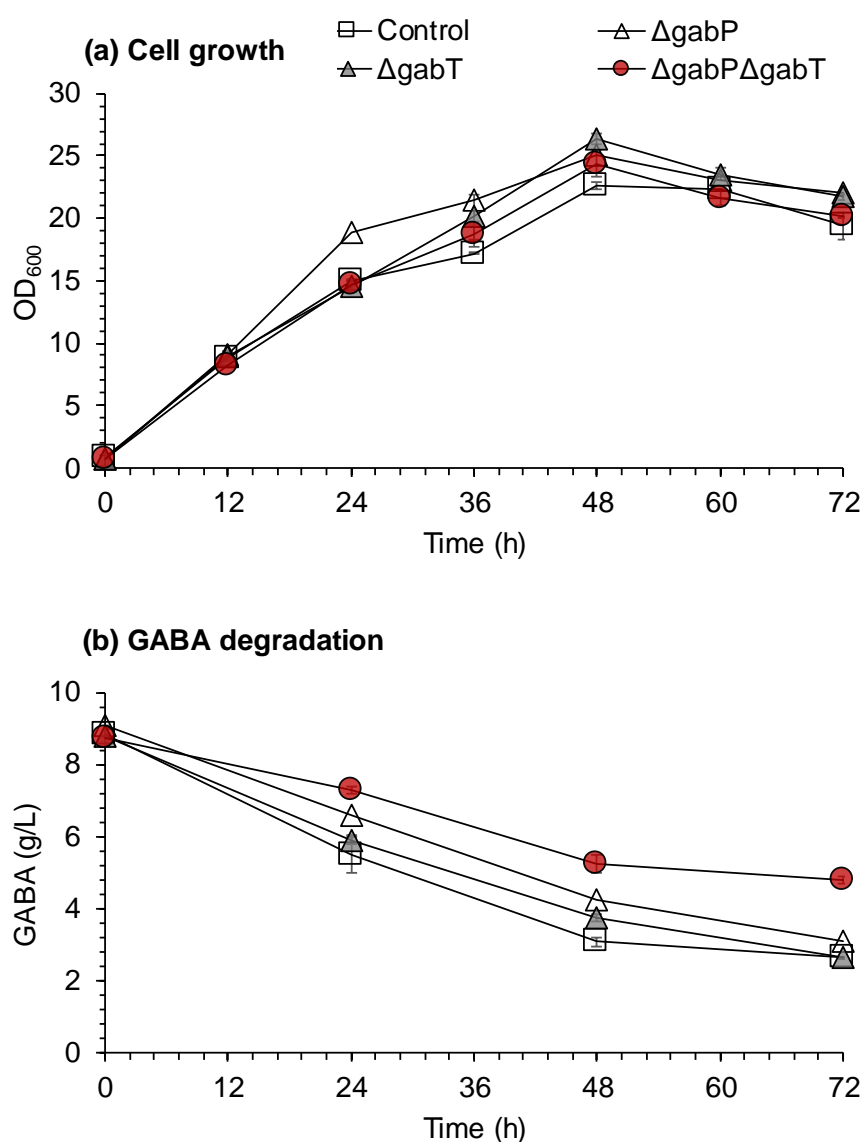 Control
ΔgabP
(a) Cell growth
ΔgabT
ΔgabPΔgabT
30
25
20
15
10
5
0
OD600
0 12 24 36 48 60 72
Time (h)
(b) GABA degradation
10
8
6
4
2
0
GABA (g/L)
0 12 24 36 48 60 72
Time (h)